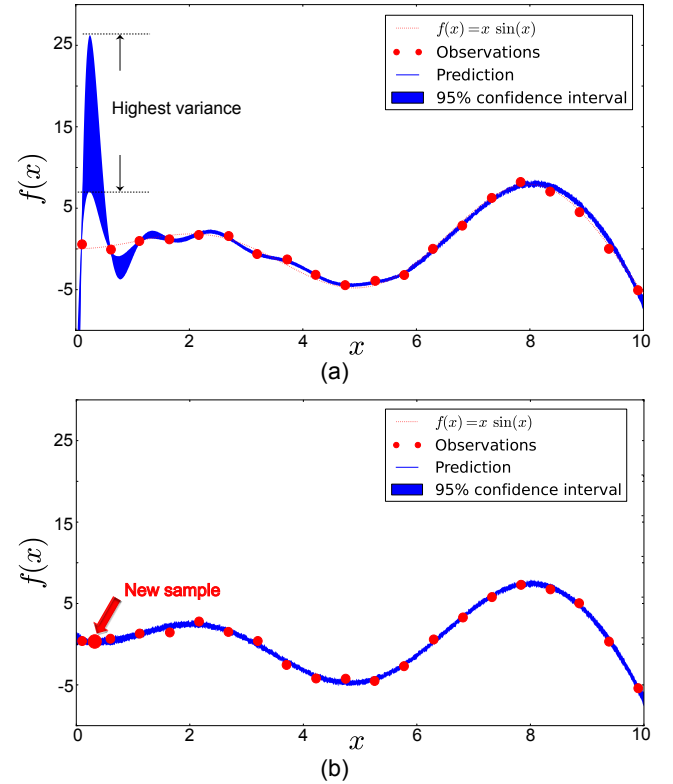 25
15
5
-5
f(x)
f(x)=x sin(x)
Observations
Prediction
95% confidence interval
Highest variance
0 2 4 6 8 10
x
(a)
25
15
5
-5
f(x)
f(x)=x sin(x)
Observations
Prediction
95% confidence interval
New sample
0 2 4 6 8 10
x
(b)